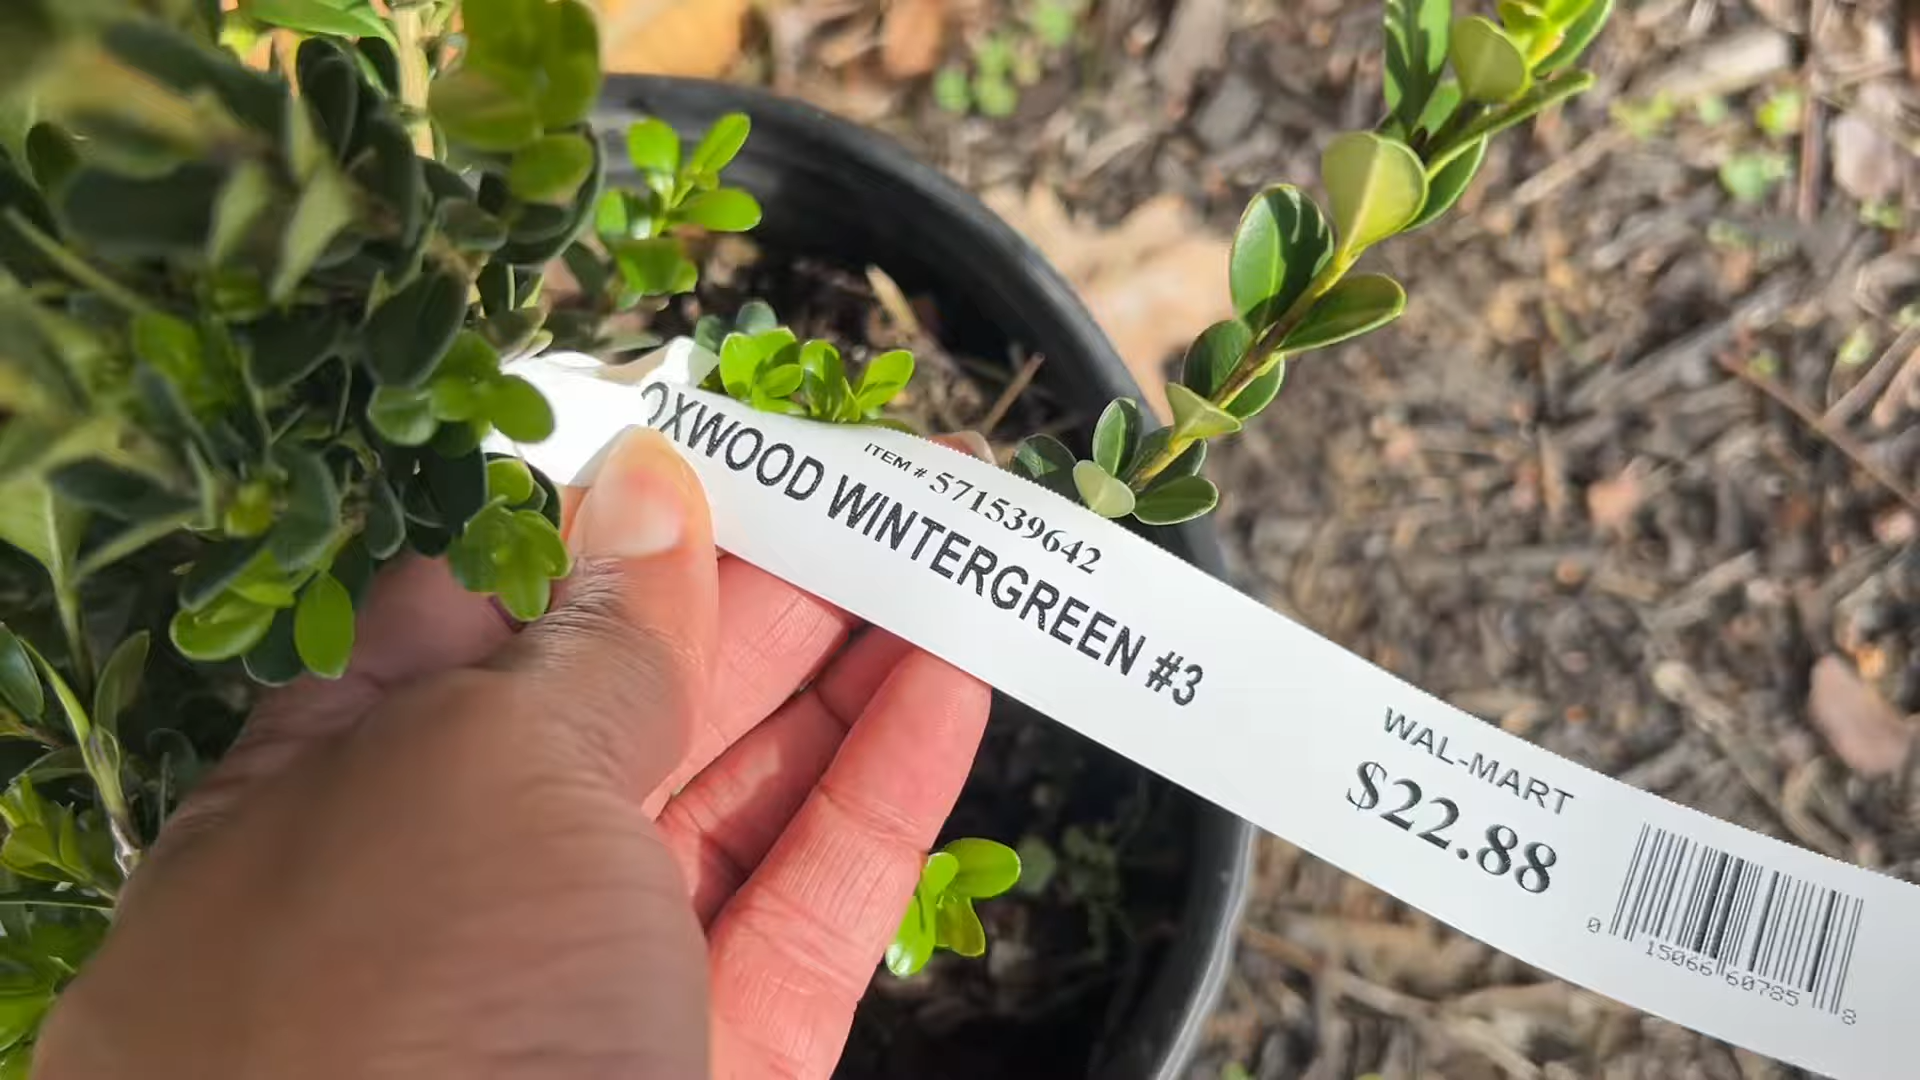 ITEM # 571539642
OXWOOD WINTERGREEN #3
WAL-MART
$22.88
0 15066 60785 8